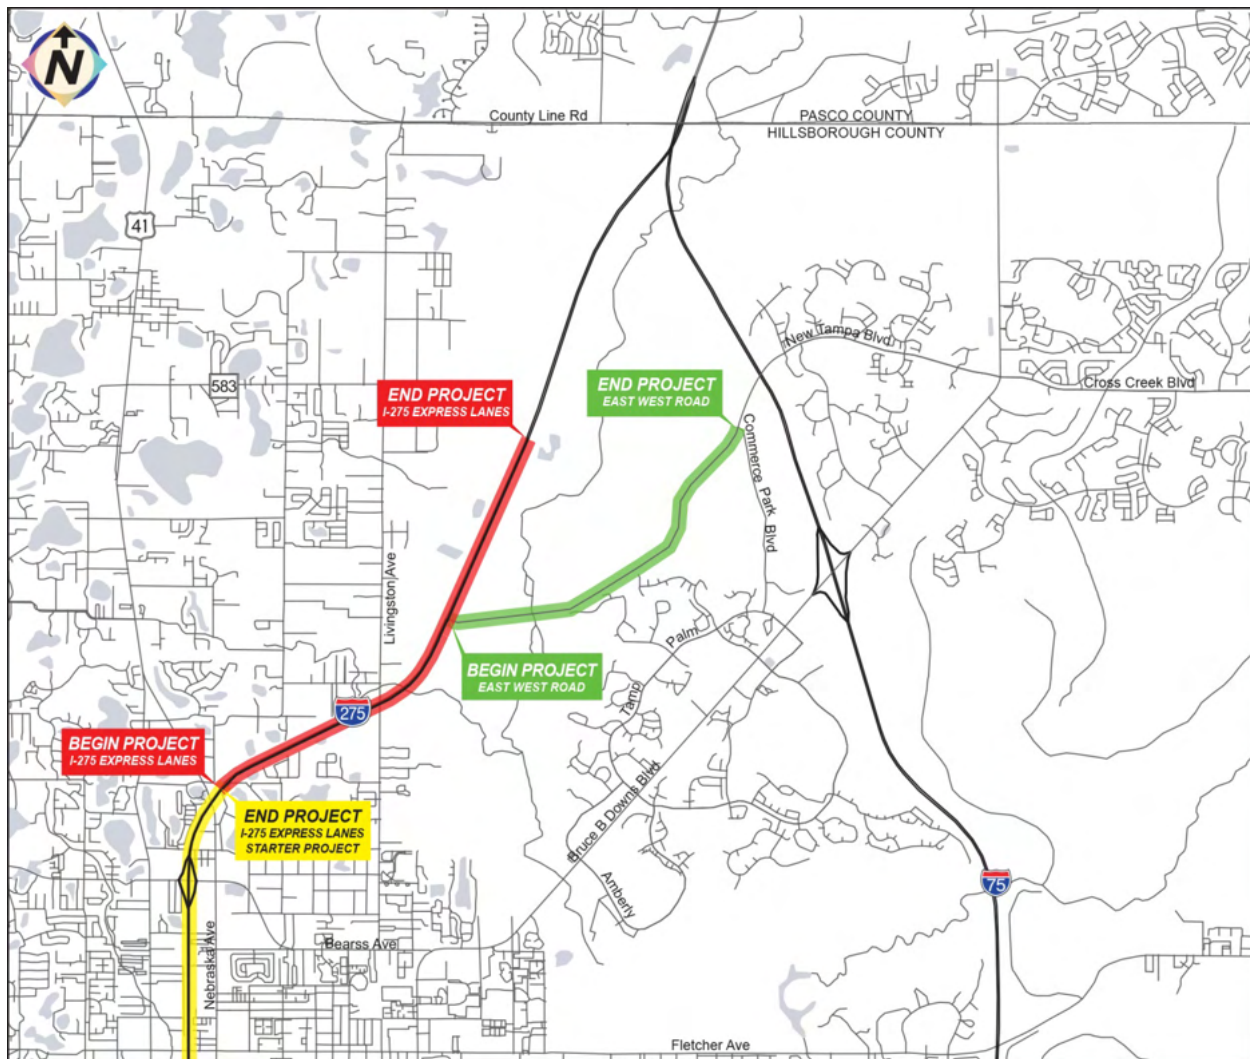 N
County Line Rd
PASCO COUNTY
HILLSBOROUGH COUNTY
41
New Tampa Blvd
583
END PROJECT
I-275 EXPRESS LANES
END PROJECT
EAST WEST ROAD
Cross Creek Blvd
Commerce Park Blvd
Livingston Ave
Palm
BEGIN PROJECT
EAST WEST ROAD
Tamp
275
BEGIN PROJECT
I-275 EXPRESS LANES
END PROJECT
I-275 EXPRESS LANES
STARTER PROJECT
Bruce B Downs Blvd
Amberly
75
Nebraska Ave
Bearss Ave
Fletcher Ave